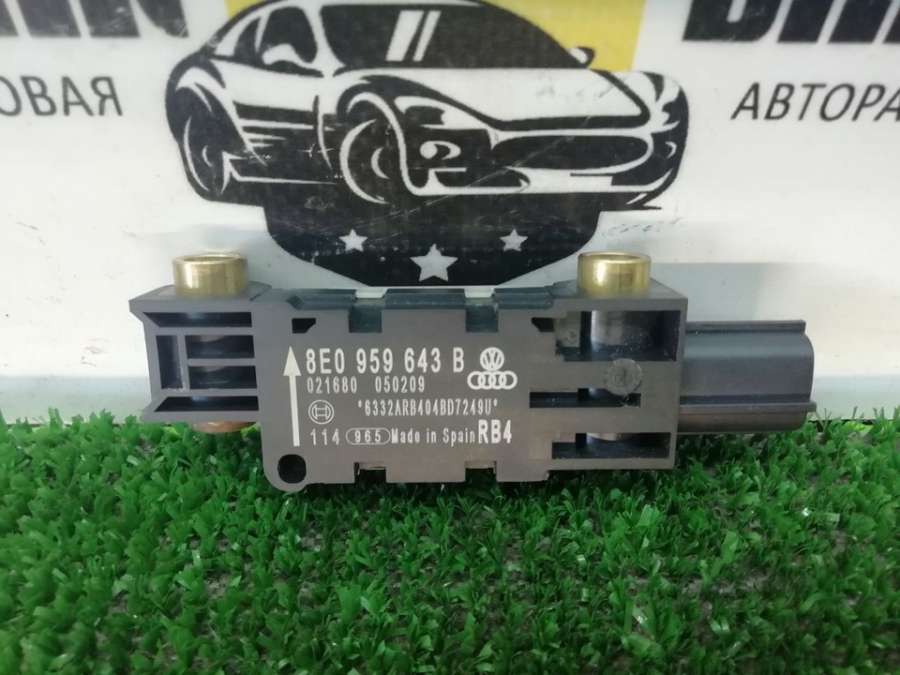 ОВАЯ
АВТОРА
8E0 959 643 B
021680 050209
*6332ARB404BD7249U*
114 965 Made in Spain RB4